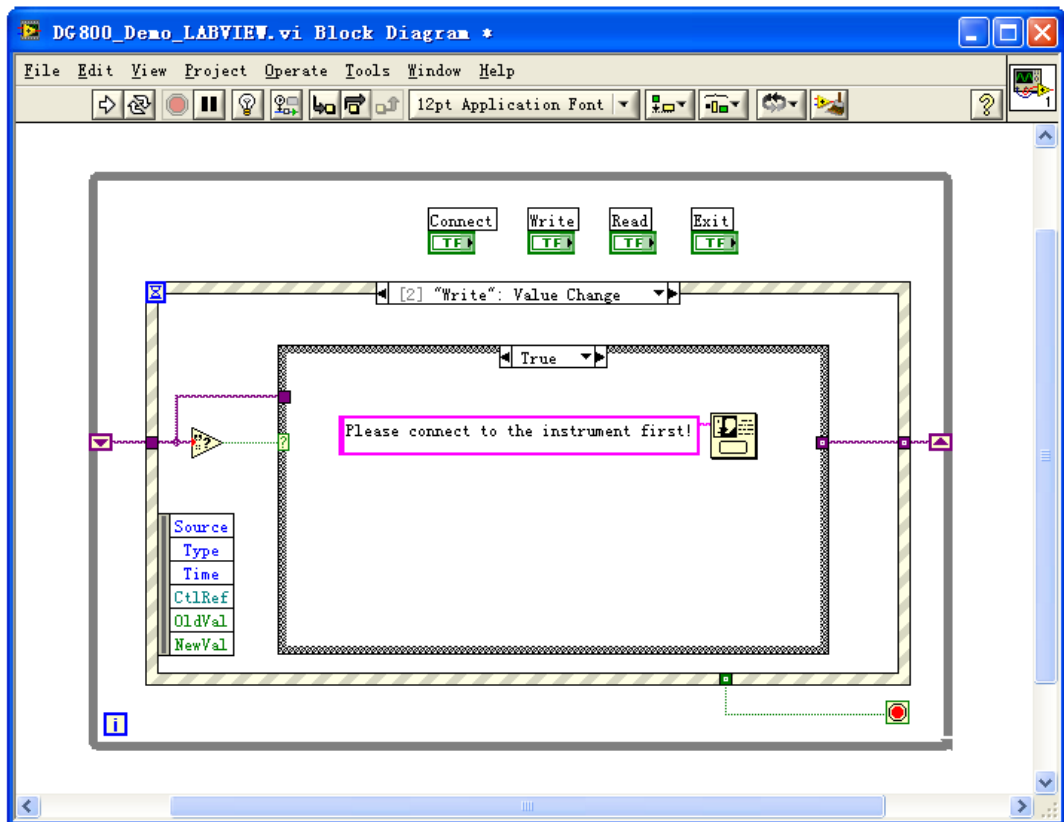 DG800_Demo_LABVIEW.vi Block Diagram *
File Edit View Project Operate Tools Window Help
12pt Application Font
?
1
Connect Write Read Exit
TF TF TF TF
[2] "Write": Value Change
True
Please connect to the instrument first!
?
?
Source
Type
Time
CtlRef
OldVal
NewVal
i